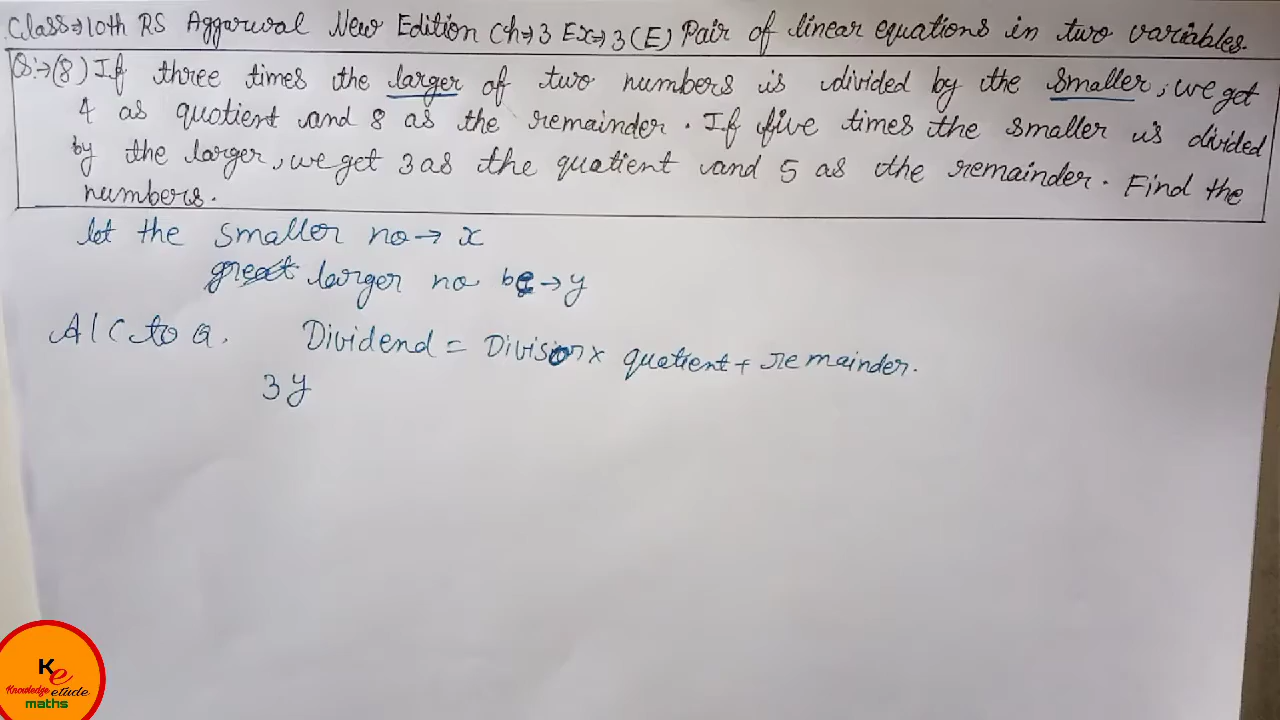 Class→10th RS Aggarwal New Edition Ch→3 Ex→3(E) Pair of linear equations in two variables.
Q:→(8) If three times the larger of two numbers is divided by the smaller, we get
4 as quotient and 8 as the remainder. If five times the smaller is divided
by the larger, we get 3 as the quotient and 5 as the remainder. Find the
numbers.
let the smaller no→ x
great larger no be→y
A/C to Q. Dividend = Divisor× quotient + remainder.
3y
Ke
Knowledge etude
maths